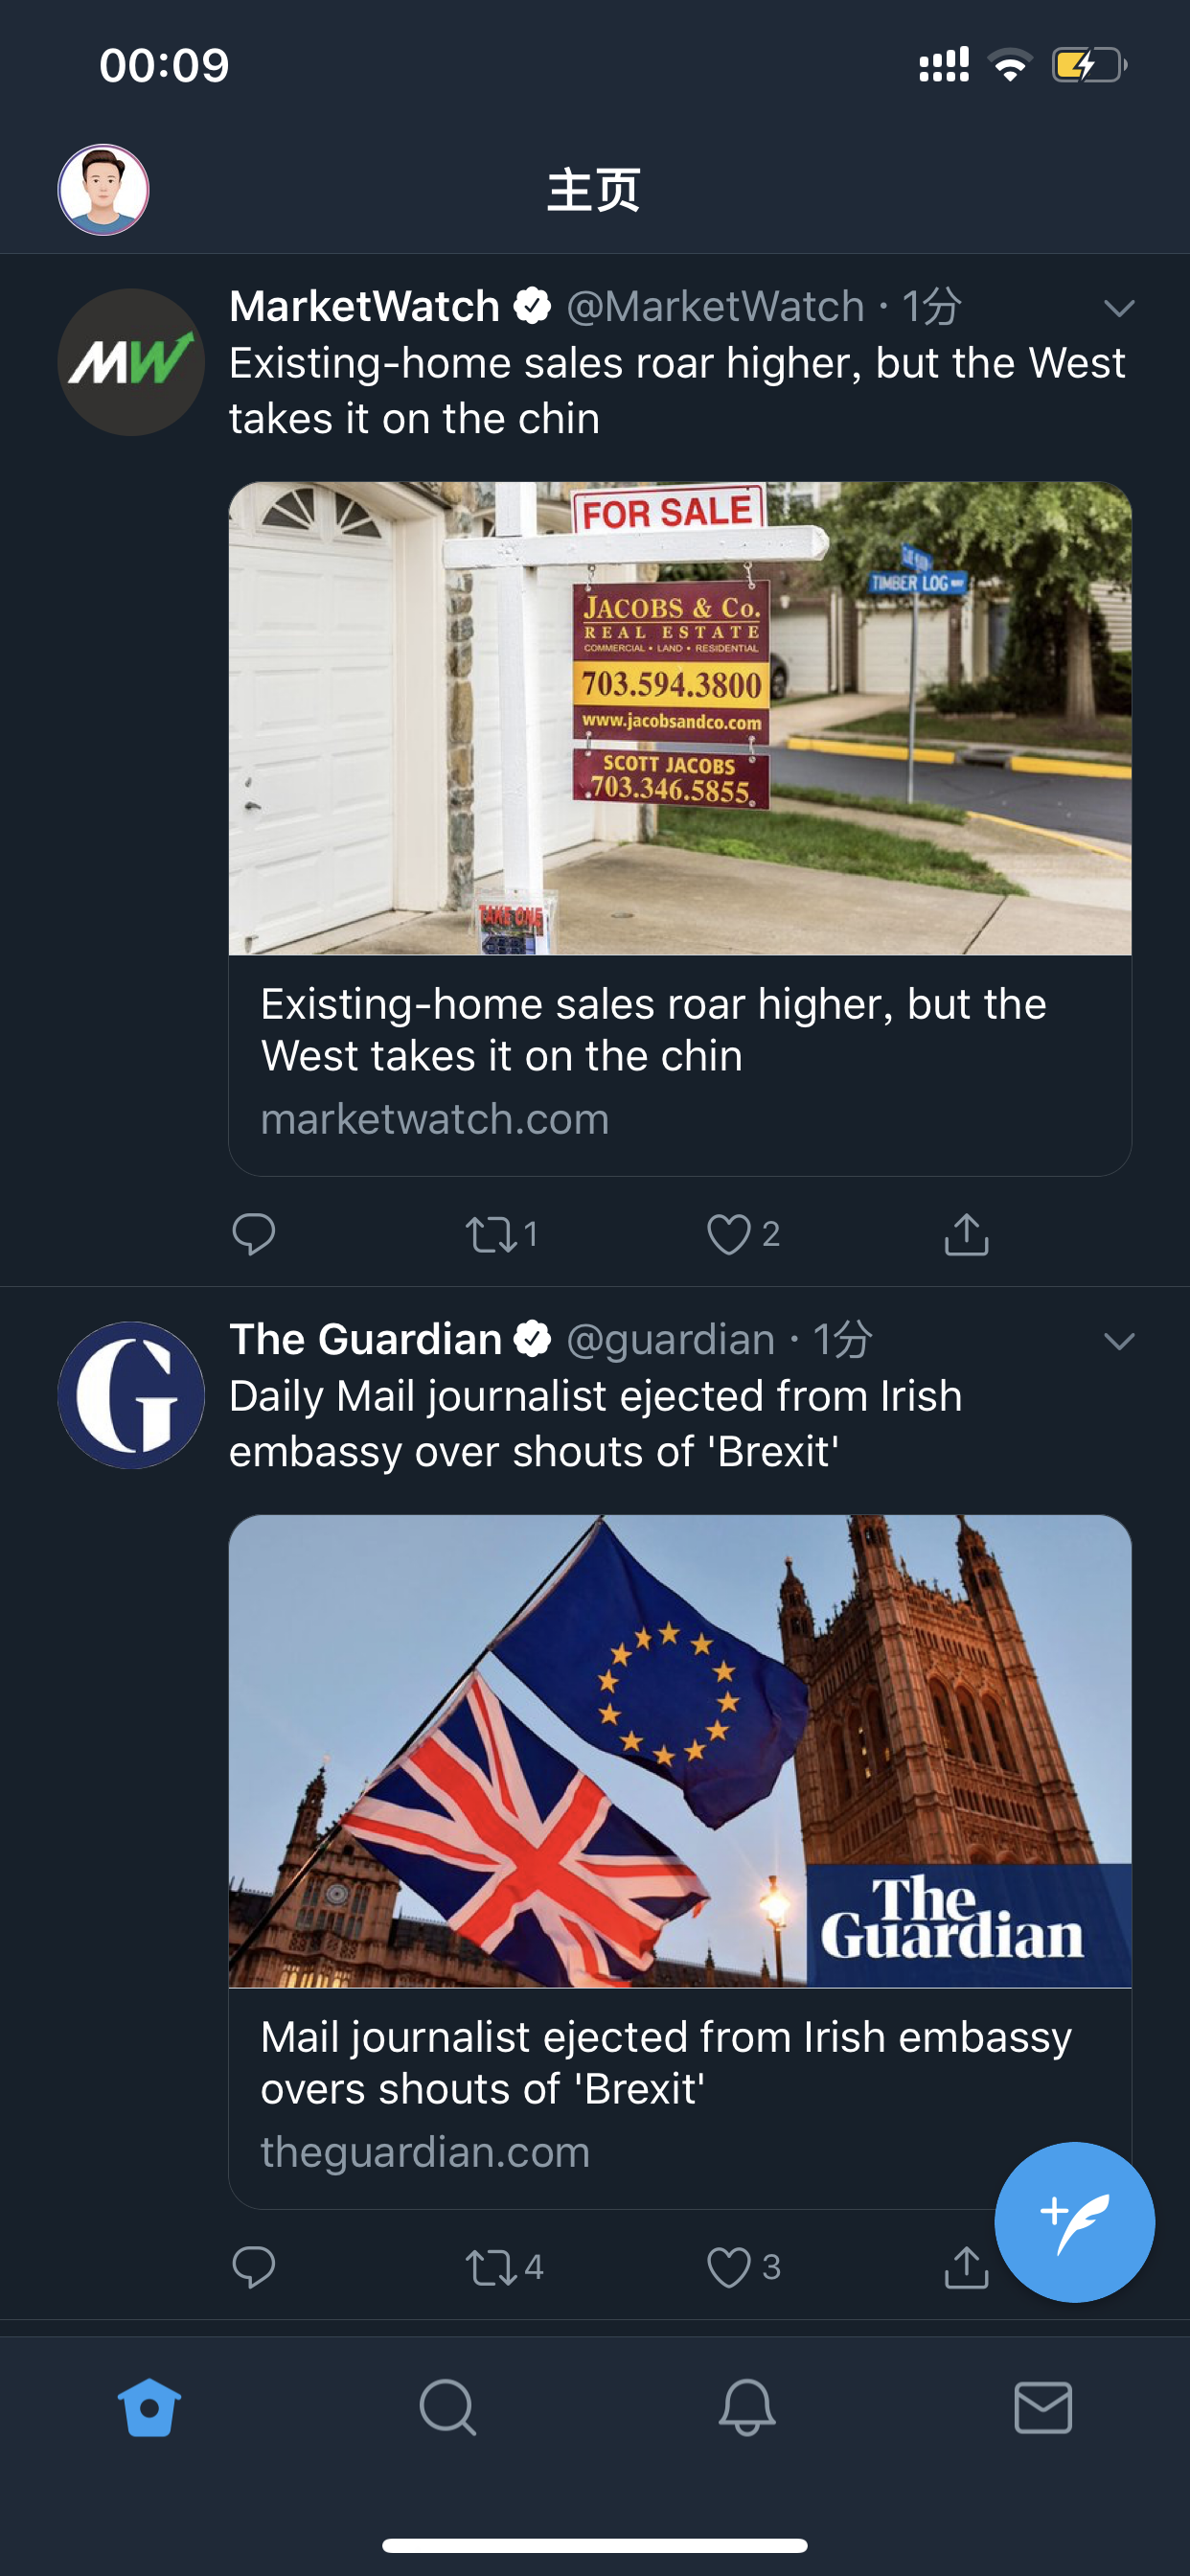 00:09
主页
MarketWatch @MarketWatch · 1分
MW
Existing-home sales roar higher, but the West
takes it on the chin
FOR SALE
JACOBS & Co.
REAL ESTATE
COMMERCIAL • LAND • RESIDENTIAL
703.594.3800
www.jacobsandco.com
SCOTT JACOBS
703.346.5855
TIMBER LOG
TAKE ONE
Existing-home sales roar higher, but the
West takes it on the chin
marketwatch.com
1
2
The Guardian @guardian · 1分
G
Daily Mail journalist ejected from Irish
embassy over shouts of 'Brexit'
The
Guardian
Mail journalist ejected from Irish embassy
overs shouts of 'Brexit'
theguardian.com
4
3